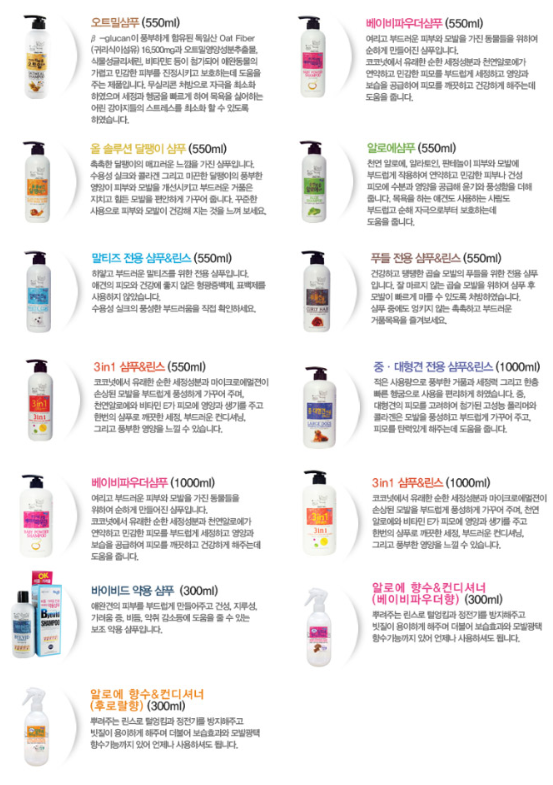 오트밀샴푸 (550ml)
β -glucan이 풍부하게 함유된 독일산 Oat Fiber
(귀리식이섬유) 16,500mg과 오트밀영양성분추출물,
식물성글리세린, 비타민E 등이 첨가되어 애완동물의
가렵고 민감한 피부를 진정시키고 보호하는데 도움을
주는 제품입니다. 무실리콘 처방으로 자극을 최소화
하였으며 세정과 헹굼을 빠르게 하여 목욕을 싫어하는
어린 강아지들의 스트레스를 최소화 할 수 있도록
하였습니다.
베이비파우더샴푸 (550ml)
여리고 부드러운 피부와 모발을 가진 동물들을 위하여
순하게 만들어진 샴푸입니다.
코코넛에서 유래한 순한 세정성분과 천연알로에가
연약하고 민감한 피모를 부드럽게 세정하고 영양과
보습을 공급하여 피모를 깨끗하고 건강하게 해주는데
도움을 줍니다.
올 솔루션 달팽이 샴푸 (550ml)
촉촉한 달팽이의 매끄러운 느낌을 가진 샴푸입니다.
수용성 실크와 콜라겐 그리고 미끈한 달팽이의 풍부한
영양이 피부와 모발을 개선시키고 부드러운 거품은
지치고 힘든 모발을 편안하게 가꾸어 줍니다. 꾸준한
사용으로 피부와 모발이 건강해 지는 것을 느껴 보세요.
알로에샴푸 (550ml)
천연 알로에, 알라토인, 판테놀이 피부와 모발에
부드럽게 작용하여 연약하고 민감한 피부나 건성
피모에 수분과 영양을 공급해 윤기와 풍성함을 더해
줍니다. 목욕을 하는 애견도 사용하는 사람도
부드럽고 순해 자극으로부터 보호하는데
도움을 줍니다.
말티즈 전용 샴푸&린스 (550ml)
하얗고 부드러운 말티즈를 위한 전용 샴푸입니다.
애견의 피모와 건강에 좋지 않은 형광증백제, 표백제를
사용하지 않았습니다.
수용성 실크의 풍성한 부드러움을 직접 확인하세요.
푸들 전용 샴푸&린스 (550ml)
건강하고 탱탱한 곱슬 모발의 푸들을 위한 전용 샴푸
입니다. 잘 마르지 않는 곱슬 모발을 위하여 샴푸 후
모발이 빠르게 마를 수 있도록 처방하였습니다.
샴푸 중에도 엉키지 않는 촉촉하고 부드러운
거품목욕을 즐겨보세요.
3in1 샴푸&린스 (550ml)
코코넛에서 유래한 순한 세정성분과 마이크로에멀견이
손상된 모발을 부드럽고 풍성하게 가꾸어 주며,
천연알로에와 비타민 E가 피모에 영양과 생기를 주고
한번의 샴푸로 깨끗한 세정, 부드러운 컨디셔닝,
그리고 풍부한 영양을 느낄 수 있습니다.
중 · 대형견 전용 샴푸&린스 (1000ml)
적은 사용량으로 풍부한 거품과 세정력 그리고 한층
빠른 헹굼으로 사용을 편리하게 하였습니다. 중,
대형견의 피모를 고려하여 첨가된 고성능 폴리머와
콜라겐은 모발을 풍성하고 부드럽게 가꾸어 주고,
피모를 탄력있게 해주는데 도움을 줍니다.
베이비파우더샴푸 (1000ml)
여리고 부드러운 피부와 모발을 가진 동물들을
위하여 순하게 만들어진 샴푸입니다.
코코넛에서 유래한 순한 세정성분과 천연알로에가
연약하고 민감한 피모를 부드럽게 세정하고 영양과
보습을 공급하여 피모를 깨끗하고 건강하게 해주는데
도움을 줍니다.
3in1 샴푸&린스 (1000ml)
코코넛에서 유래한 순한 세정성분과 마이크로에멀견이
손상된 모발을 부드럽고 풍성하게 가꾸어 주며, 천연
알로에와 비타민 E가 피모에 영양과 생기를 주고
한번의 샴푸로 깨끗한 세정, 부드러운 컨디셔닝,
그리고 풍부한 영양을 느낄 수 있습니다.
바이비드 약용 샴푸 (300ml)
애완견의 피부를 부드럽게 만들어주고 건성, 지루성,
가려움 중, 비듬, 악취 감소등에 도움을 줄 수 있는
보조 약용 샴푸입니다.
알로에 향수&컨디셔너
(베이비파우더향) (300ml)
뿌려주는 린스로 털엉킴과 정전기를 방지해주고
빗질이 용이하게 해주며 더불어 보습효과와 모발광택
향수기능까지 있어 언제나 사용하셔도 됩니다.
알로에 향수&컨디셔너
(후로랄향) (300ml)
뿌려주는 린스로 털엉킴과 정전기를 방지해주고
빗질이 용이하게 해주며 더불어 보습효과와 모발광택
향수기능까지 있어 언제나 사용하셔도 됩니다.